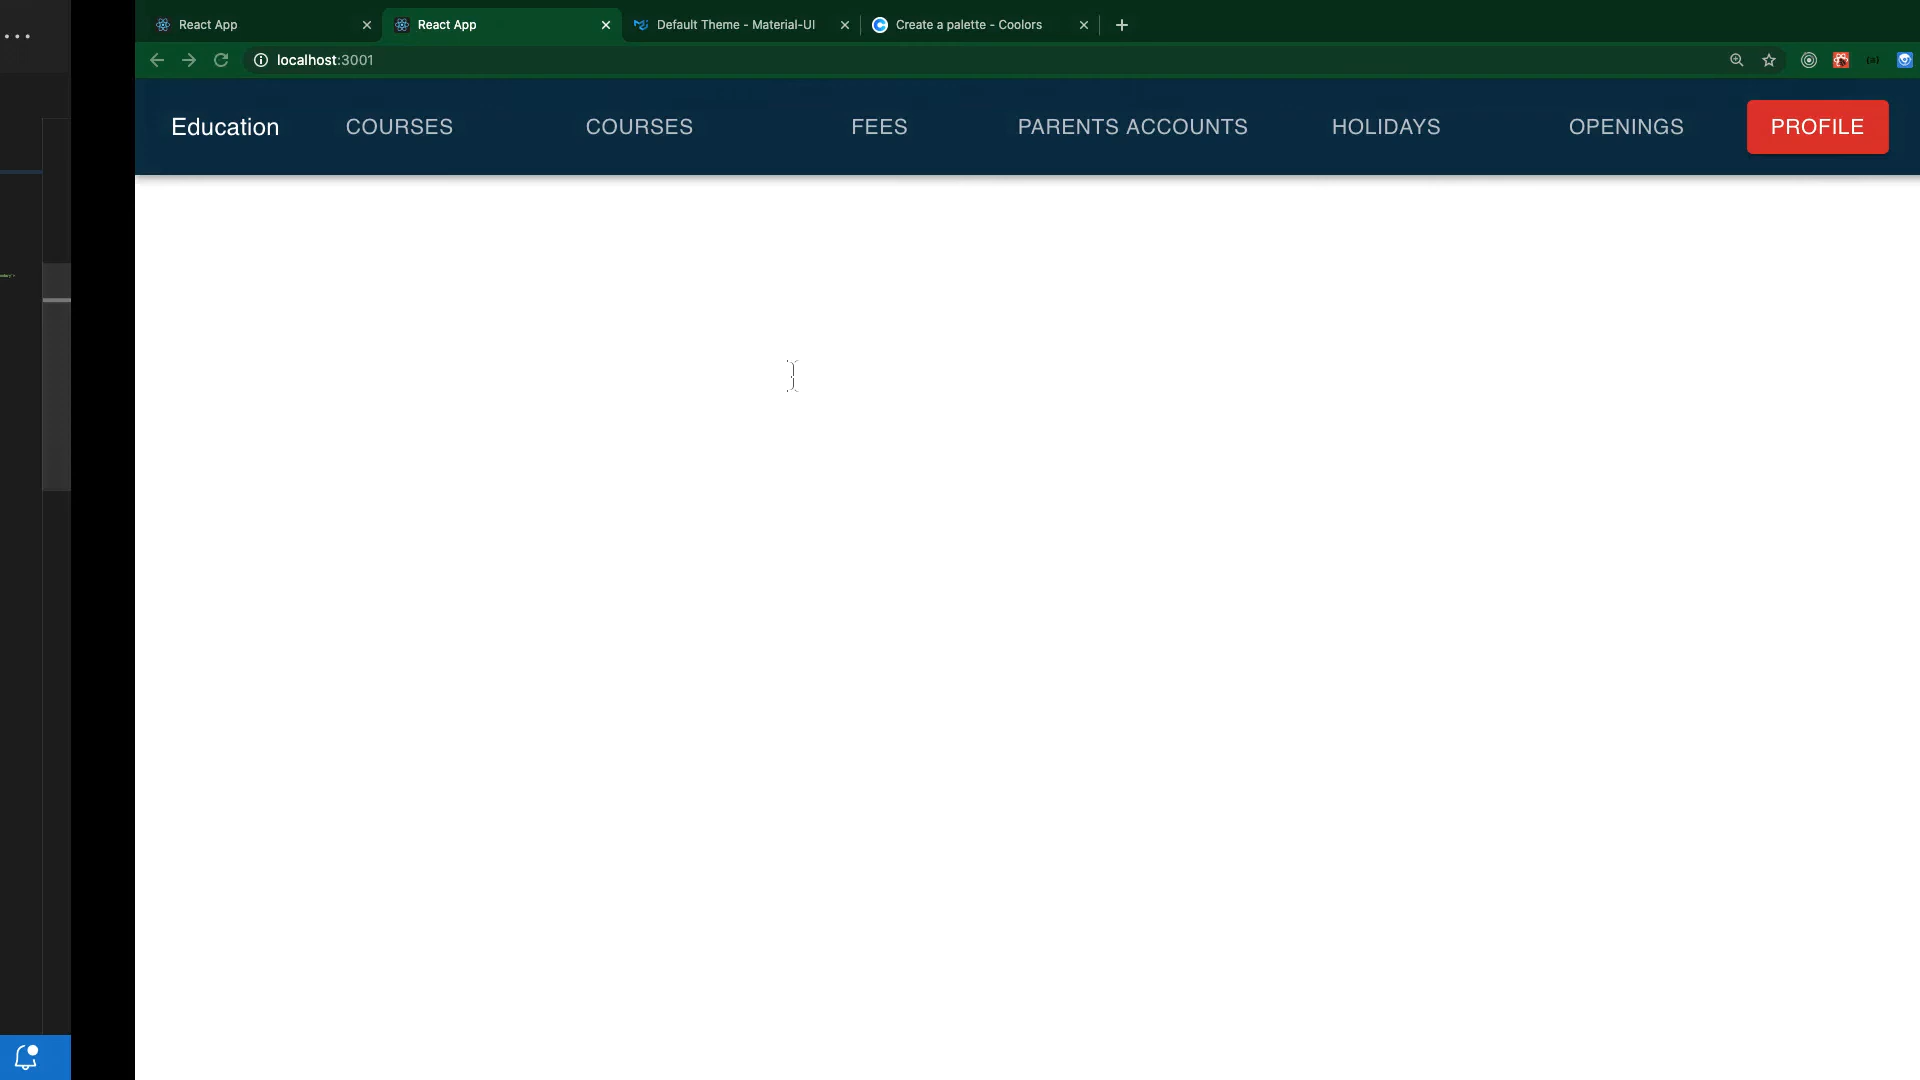 React App
React App
Default Theme - Material-UI
Create a palette - Coolors
localhost:3001
Education
COURSES
COURSES
FEES
PARENTS ACCOUNTS
HOLIDAYS
OPENINGS
PROFILE